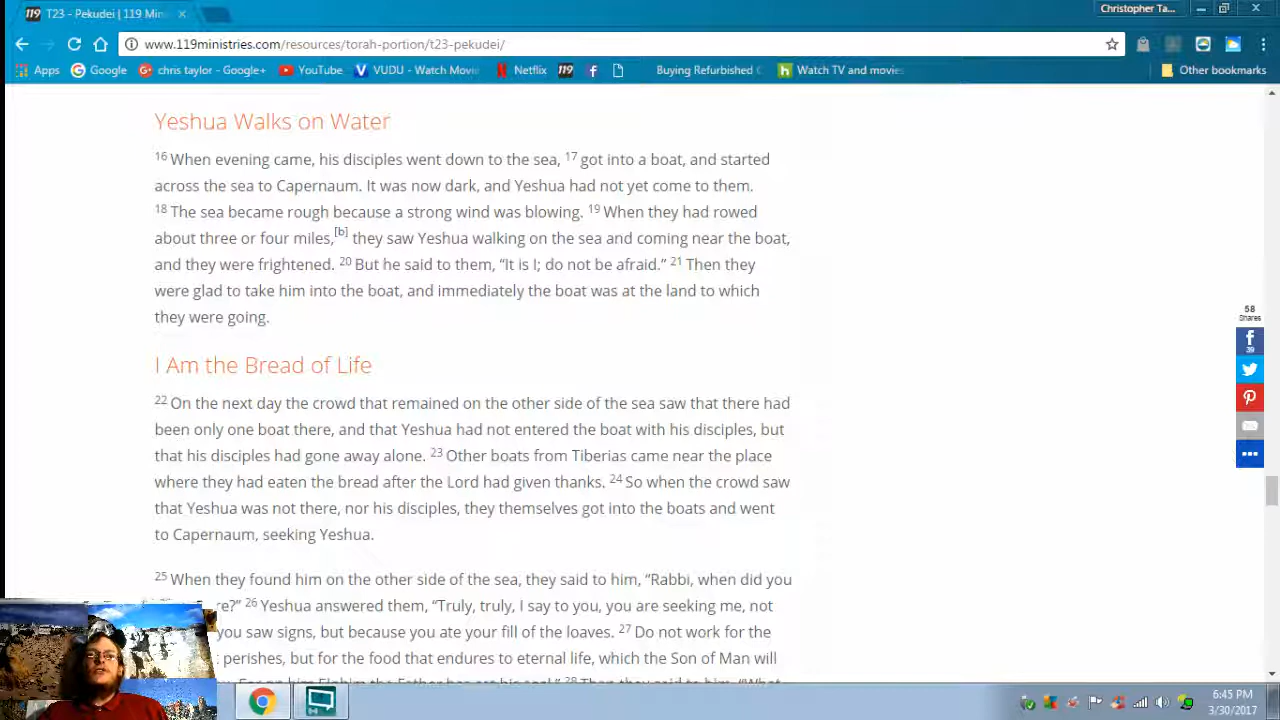 T23 - Pekudei | 119 Min
Christopher Ta...
www.119ministries.com/resources/torah-portion/t23-pekudei/
Apps Google chris taylor - Google+ YouTube VUDU - Watch Movi Netflix 119 Buying Refurbished Watch TV and movies Other bookmarks
Yeshua Walks on Water
16 When evening came, his disciples went down to the sea, 17 got into a boat, and started
across the sea to Capernaum. It was now dark, and Yeshua had not yet come to them.
18 The sea became rough because a strong wind was blowing. 19 When they had rowed
about three or four miles,[b] they saw Yeshua walking on the sea and coming near the boat,
and they were frightened. 20 But he said to them, “It is I; do not be afraid.” 21 Then they
were glad to take him into the boat, and immediately the boat was at the land to which
they were going.
58
Shares
39
I Am the Bread of Life
22 On the next day the crowd that remained on the other side of the sea saw that there had
been only one boat there, and that Yeshua had not entered the boat with his disciples, but
that his disciples had gone away alone. 23 Other boats from Tiberias came near the place
where they had eaten the bread after the Lord had given thanks. 24 So when the crowd saw
that Yeshua was not there, nor his disciples, they themselves got into the boats and went
to Capernaum, seeking Yeshua.
25 When they found him on the other side of the sea, they said to him, “Rabbi, when did you
re?” 26 Yeshua answered them, “Truly, truly, I say to you, you are seeking me, not
you saw signs, but because you ate your fill of the loaves. 27 Do not work for the
perishes, but for the food that endures to eternal life, which the Son of Man will
6:45 PM
3/30/2017